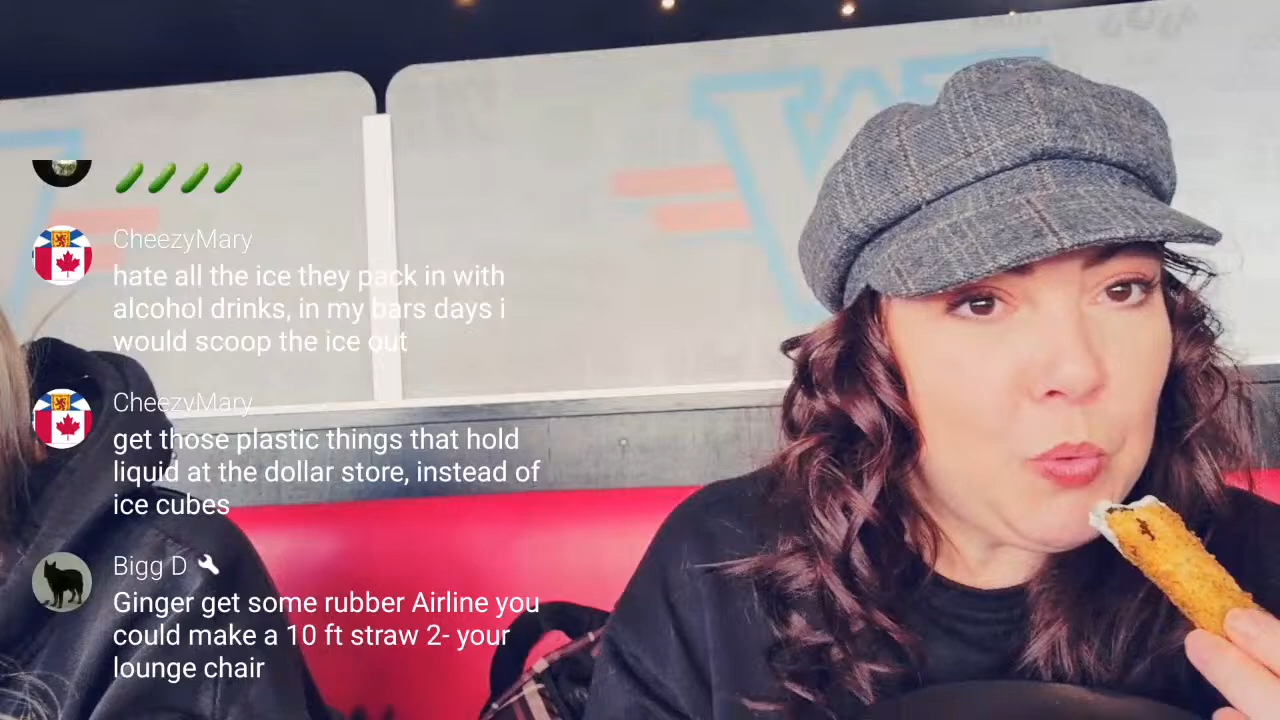 CheezyMary
hate all the ice they pack in with
alcohol drinks, in my bars days i
would scoop the ice out
CheezyMary
get those plastic things that hold
liquid at the dollar store, instead of
ice cubes
Bigg D
Ginger get some rubber Airline you
could make a 10 ft straw 2- your
lounge chair